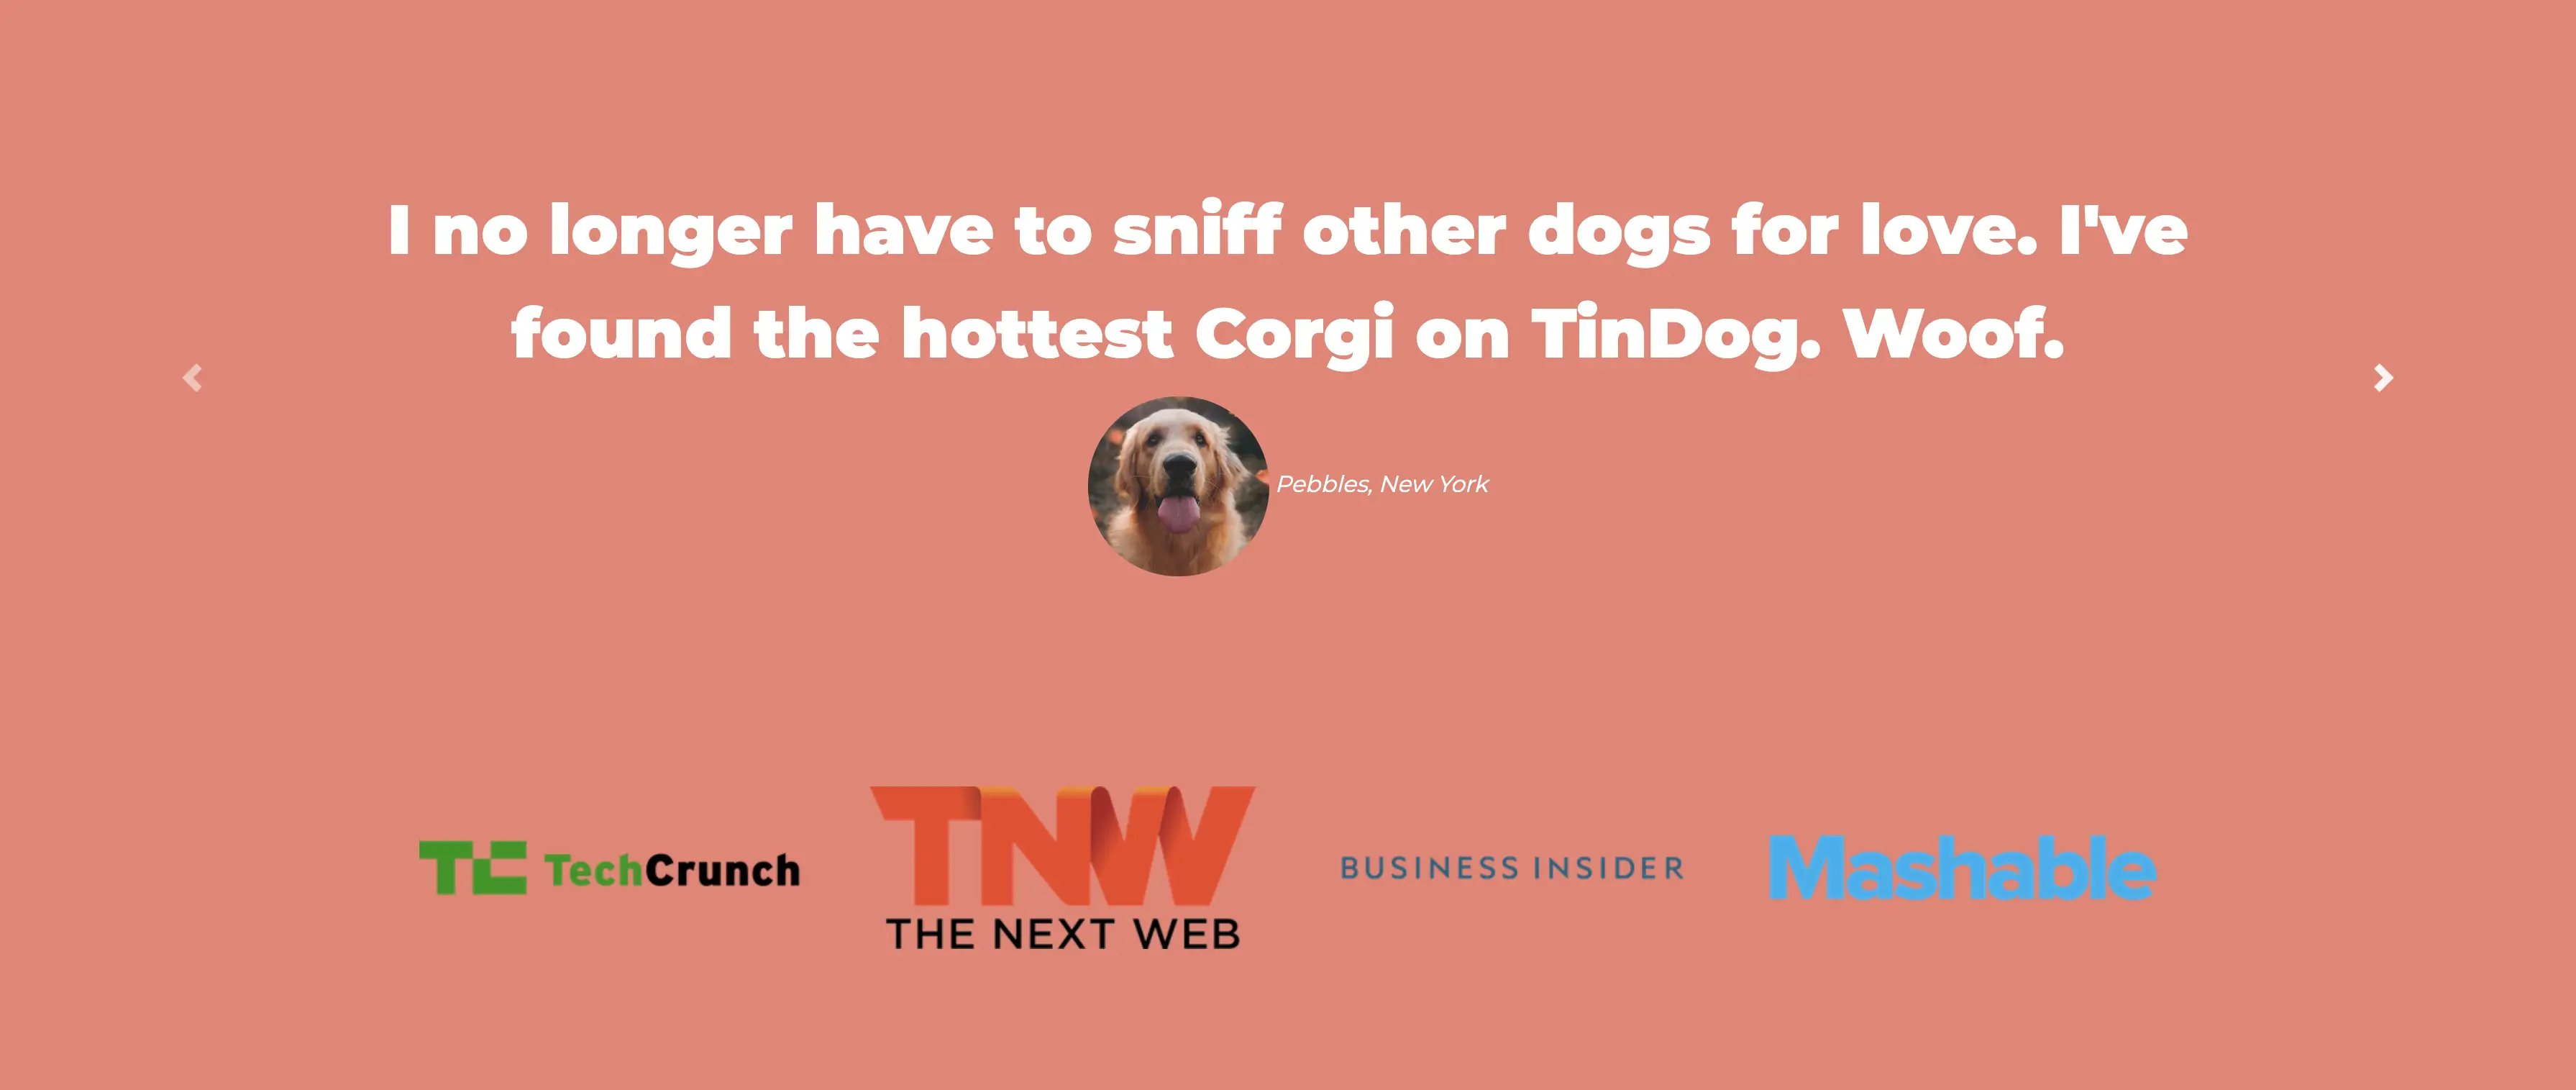 I no longer have to sniff other dogs for love. I've
found the hottest Corgi on TinDog. Woof.
Pebbles, New York
TC TechCrunch
TNW
THE NEXT WEB
BUSINESS INSIDER
Mashable